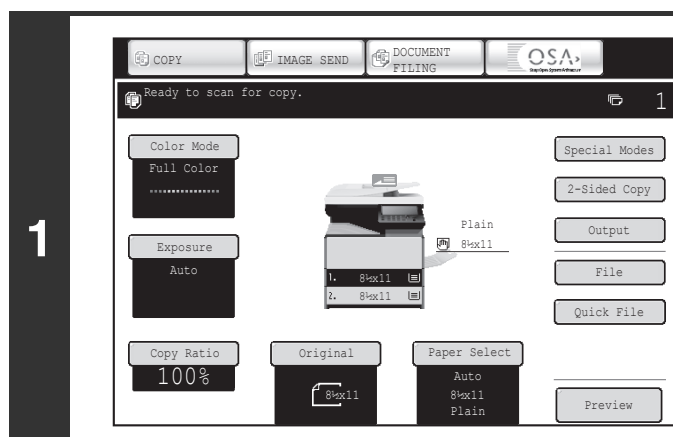 COPY
IMAGE SEND
DOCUMENT
FILING
OSA
Ready to scan for copy.
1
Color Mode
Full Color
Special Modes
2-Sided Copy
Plain
8½x11
Output
1
Exposure
Auto
1. 8½x11
2. 8½x11
File
Quick File
Copy Ratio
100%
Original
8½x11
Paper Select
Auto
8½x11
Plain
Preview